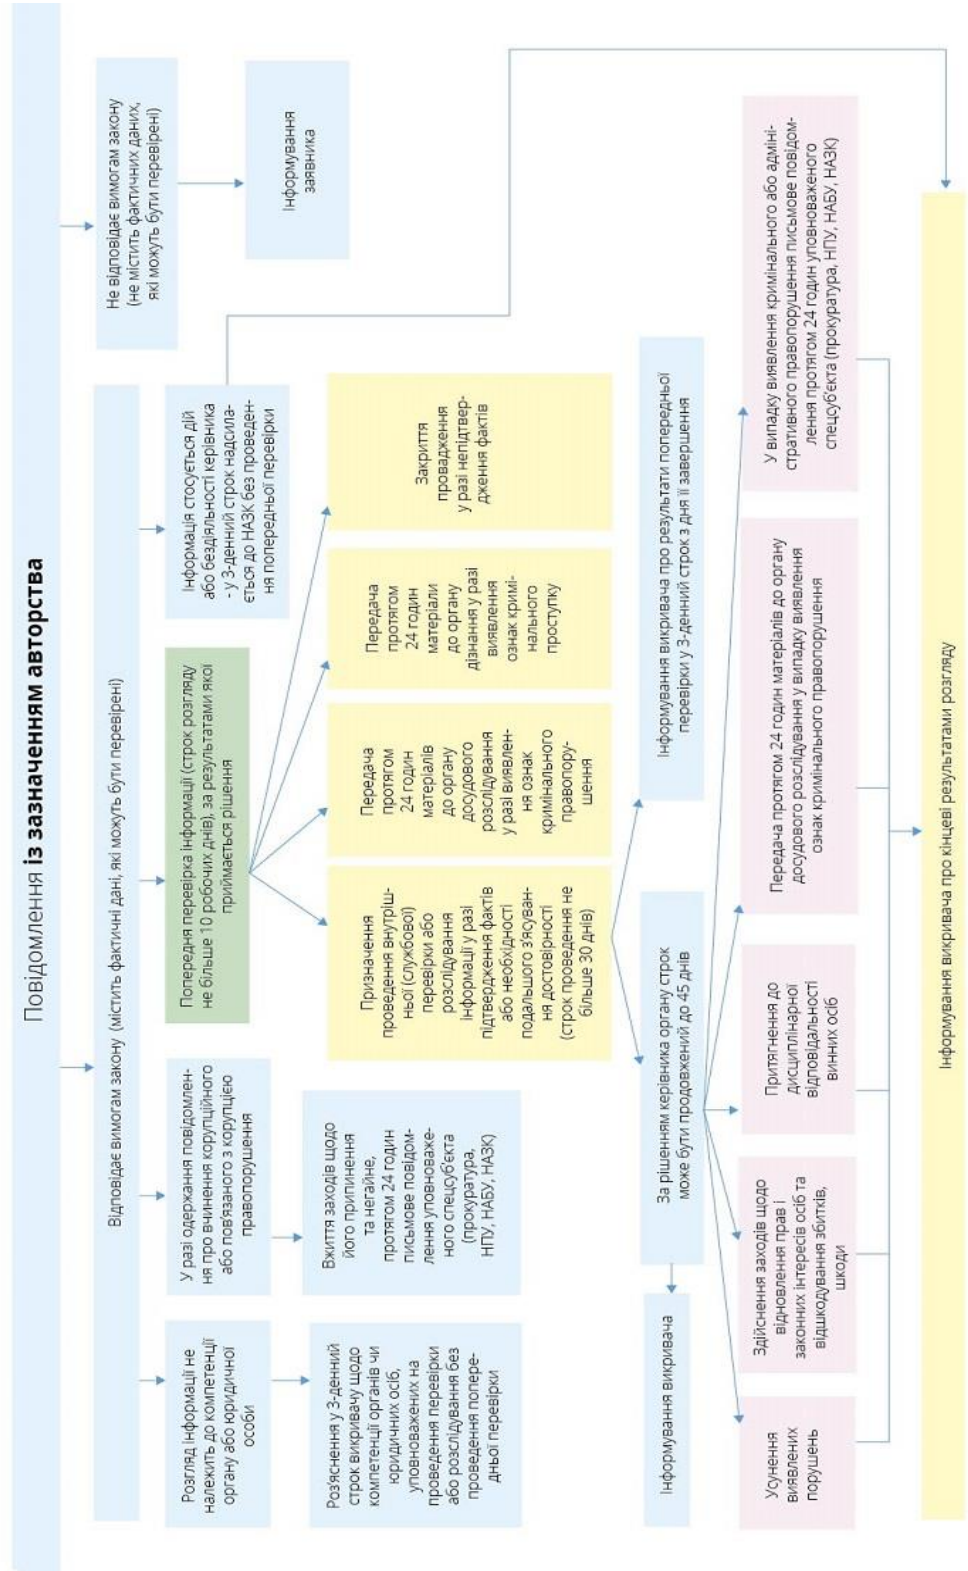 Повідомлення із зазначенням авторства
Відповідає вимогам закону (містить фактичні дані, які можуть бути перевірені)
Не відповідає вимогам закону
(не містить фактичних даних,
які можуть бути перевірені)
Розгляд інформації не
належить до компетенції
органу або юридичної
особи
У разі одержання повідомлен-
ня про вчинення корупційного
або пов'язаного з корупцією
правопорушення
Попередня перевірка інформації (строк розгляду
не більше 10 робочих днів), за результатами якої
приймається рішення
Інформація стосується дій
або бездіяльності керівника
- у 3-денний строк надсила-
ється до НАЗК без проведен-
ня попередньої перевірки
Інформування
заявника
Роз'яснення у 3-денний
строк викривачу щодо
компетенції органів чи
юридичних осіб,
уповноважених на
проведення перевірки
або розслідування без
проведення попере-
дньої перевірки
Вжиття заходів щодо
його припинення
та негайне,
протягом 24 годин
письмове повідом-
лення уповноваже-
ного спецсуб'єкта
(прокуратура,
НПУ, НАБУ, НАЗК)
Призначення
проведення внутріш-
ньої (службової)
перевірки або
розслідування
інформації у разі
підтвердження фактів
або необхідності
подальшого з'ясуван-
ня достовірності
(строк проведення не
більше 30 днів)
Передача
протягом
24 годин
матеріалів
до органу
досудового
розслідування
у разі виявлен-
ня ознак
кримінального
правопору-
шення
Передача
протягом
24 годин
матеріали
до органу
дізнання у разі
виявлення
ознак кримі-
нального
проступку
Закриття
провадження
у разі непідтвер-
дження фактів
Інформування викривача
За рішенням керівника органу строк
може бути продовжений до 45 днів
Інформування викривача про результати попередньої
перевірки у 3-денний строк з дня її завершення
Усунення
виявлених
порушень
Здійснення заходів щодо
відновлення прав і
законних інтересів осіб та
відшкодування збитків,
шкоди
Притягнення до
дисциплінарної
відповідальності
винних осіб
Передача протягом 24 годин матеріалів до органу
досудового розслідування у випадку виявлення
ознак кримінального правопорушення
У випадку виявлення кримінального або адміні-
стративного правопорушення письмове повідом-
лення протягом 24 годин уповноваженого
спецсуб'єкта (прокуратура, НПУ, НАБУ, НАЗК)
Інформування викривача про кінцеві результатами розгляду